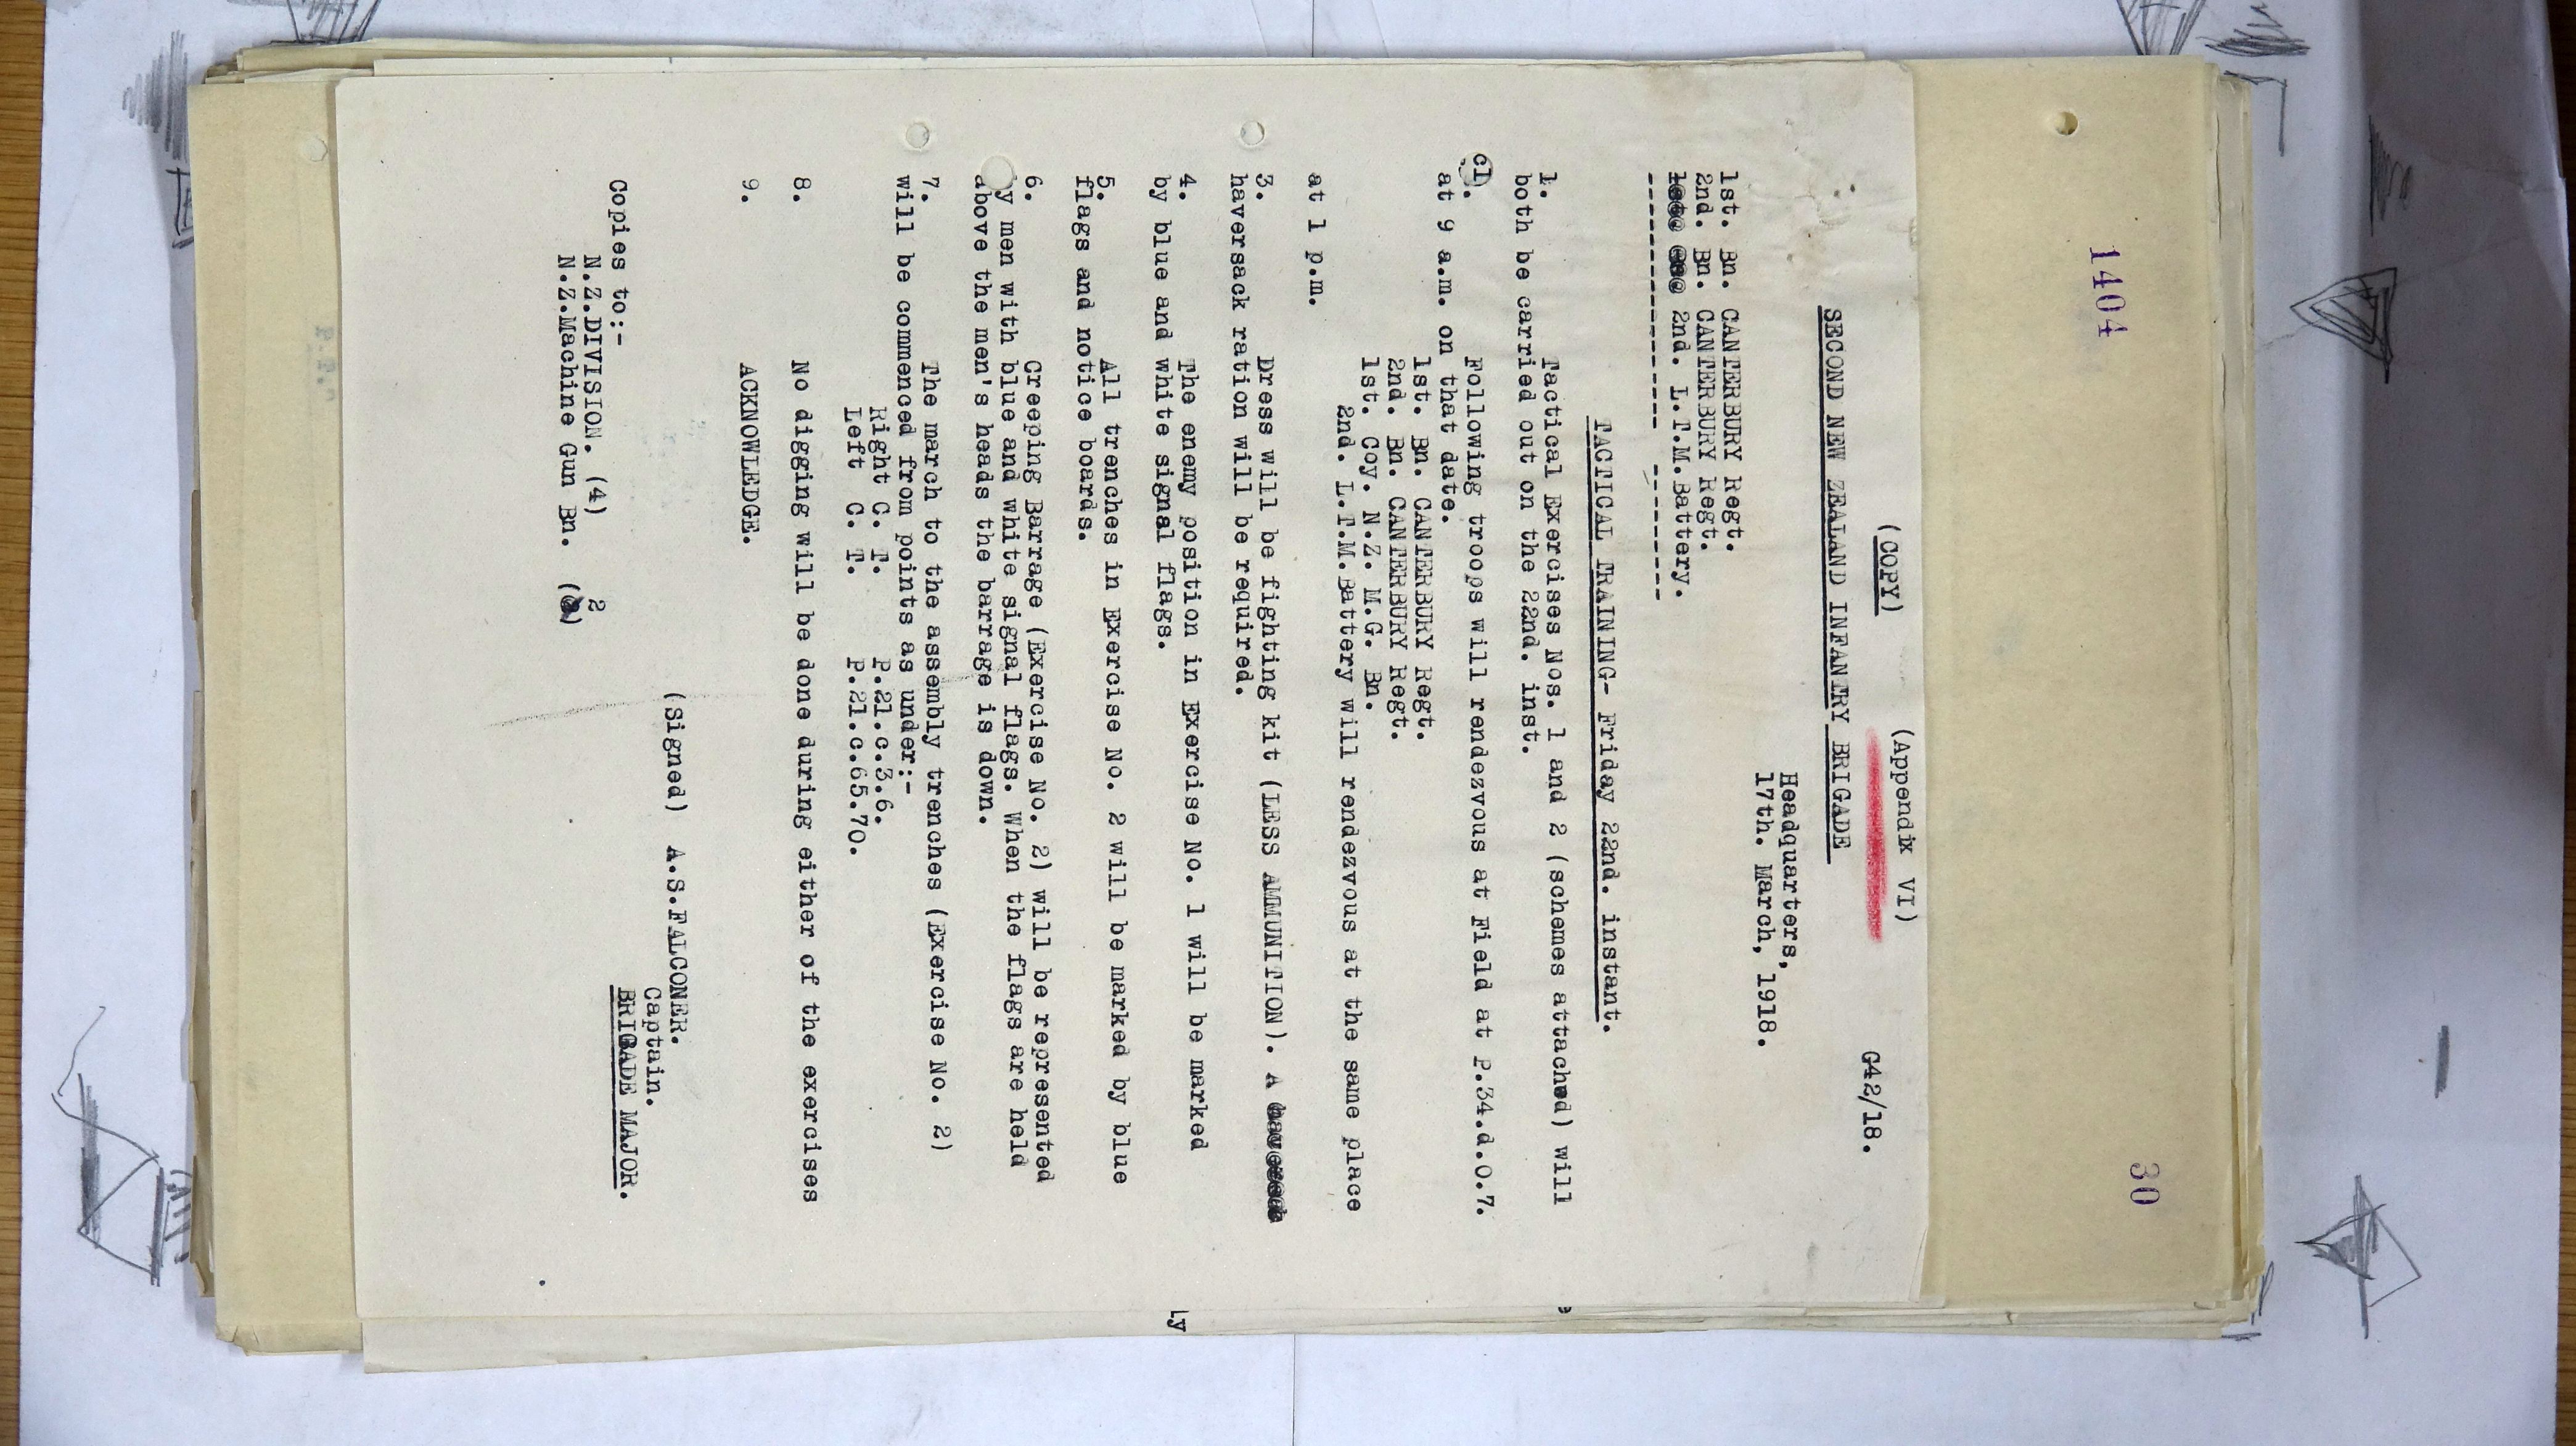 1404
30
(Appendix VI)
(COPY)
G42/18.
SECOND NEW ZEALAND INFANTRY BRIGADE
Headquarters,
17th. March, 1918.
1st. Bn. CANTERBURY Regt.
2nd. Bn. CANTERBURY Regt.
2nd. L.T.M.Battery.
--------------------------- ----------
TACTICAL TRAINING- Friday 22nd. instant.
1. Tactical Exercises Nos. 1 and 2 (schemes attached) will
both be carried out on the 22nd. inst.
Following troops will rendezvous at Field at P.34.d.0.7.
at 9 a.m. on that date.
1st. Bn. CANTERBURY Regt.
2nd. Bn. CANTERBURY Regt.
1st. Coy. N.Z. M.G. Bn.
2nd. L.T.M.Battery will rendezvous at the same place
at 1 p.m.
3. Dress will be fighting kit (LESS AMMUNITION). A
haversack ration will be required.
4. The enemy position in Exercise No. 1 will be marked
by blue and white signal flags.
5. All trenches in Exercise No. 2 will be marked by blue
flags and notice boards.
6. Creeping Barrage (Exercise No. 2) will be represented
by men with blue and white signal flags. When the flags are held
above the men's heads the barrage is down.
7. The march to the assembly trenches (Exercise No. 2)
will be commenced from points as under:-
Right C. T. P.21.c.3.6.
Left C. T. P.21.c.65.70.
8. No digging will be done during either of the exercises
9. ACKNOWLEDGE.
(Signed) A.S.FALCONER.
Captain.
BRIGADE MAJOR.
Copies to:-
N.Z.DIVISION. (4)
N.Z.Machine Gun Bn. 2
ly
e